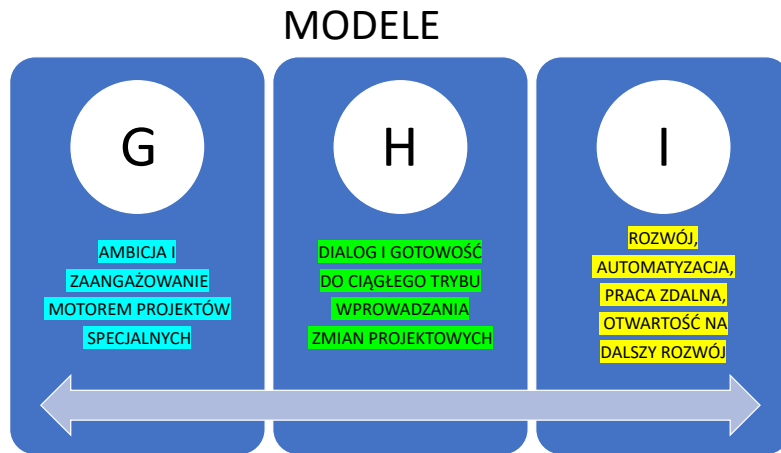 MODELE
G
AMBICJA I
ZAANGAŻOWANIE
MOTOREM PROJEKTÓW
SPECJALNYCH
H
DIALOG I GOTOWOŚĆ
DO CIĄGŁEGO TRYBU
WPROWADZANIA
ZMIAN PROJEKTOWYCH
I
ROZWÓJ,
AUTOMATYZACJA,
PRACA ZDALNA,
OTWARTOŚĆ NA
DALSZY ROZWÓJ